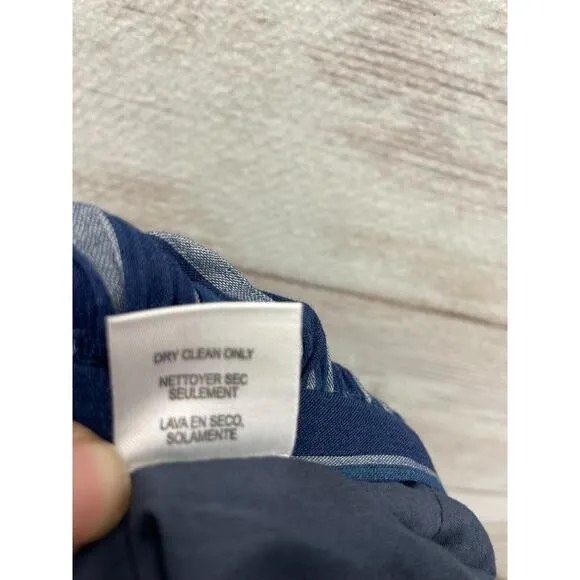 DRY CLEAN ONLY
NETTOYER SEC
SEULEMENT
LAVA EN SECO,
SOLAMENTE